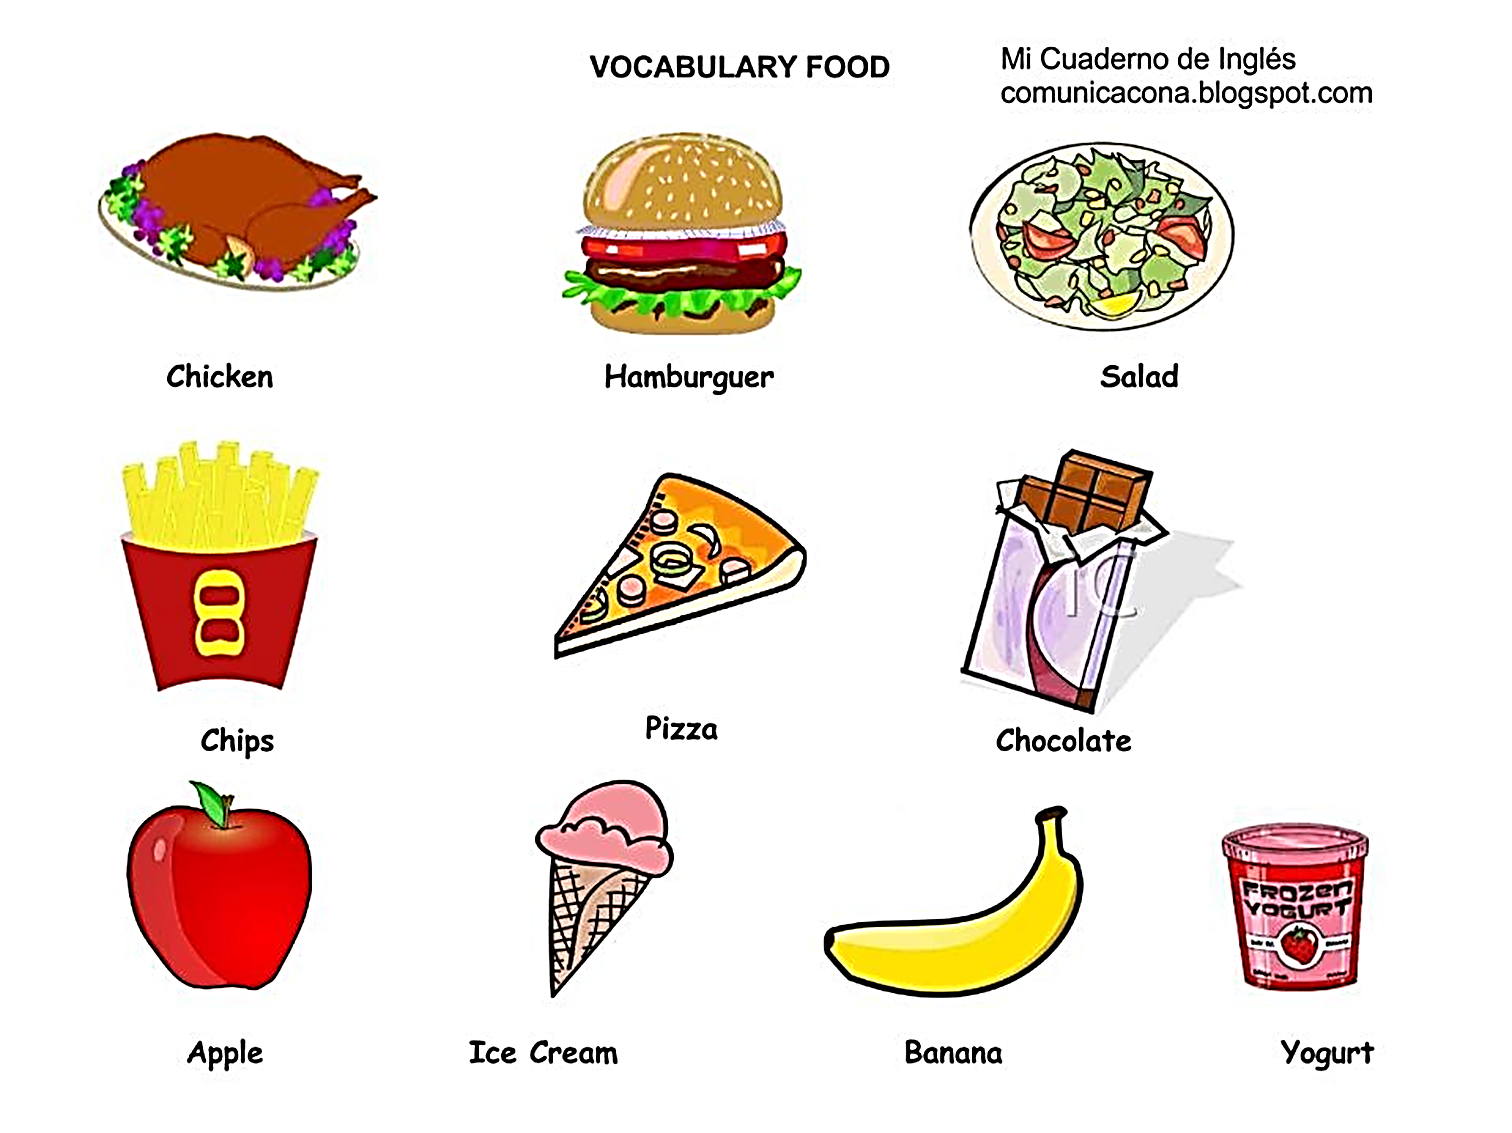 VOCABULARY FOOD
Mi Cuaderno de Inglés
comunicacona.blogspot.com
Chicken
Hamburguer
Salad
Chips
Pizza
Chocolate
FROZEN
YOGURT
Apple
Ice Cream
Banana
Yogurt